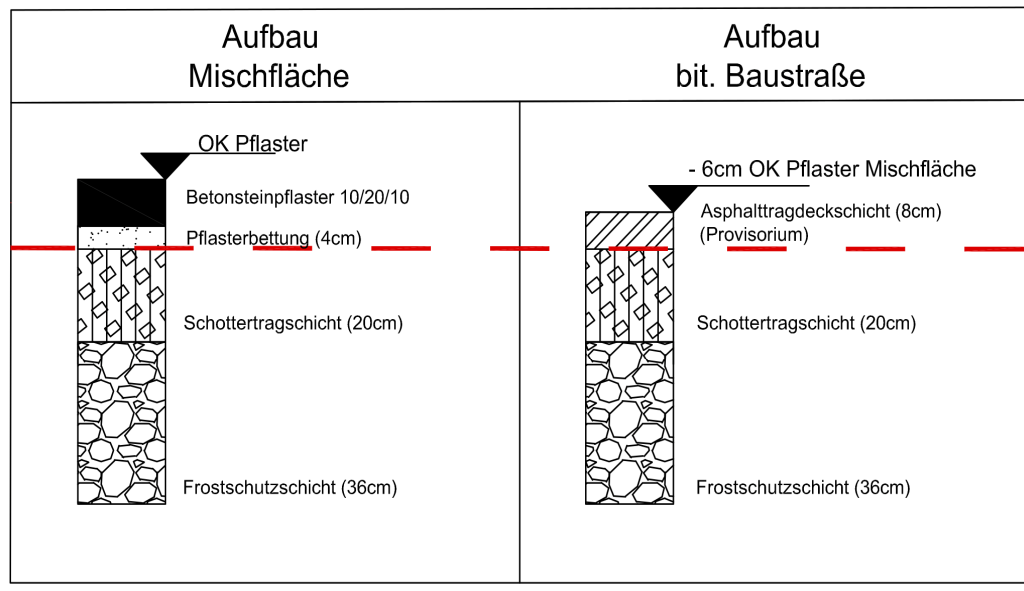 Aufbau
Mischfläche
Aufbau
bit. Baustraße
OK Pflaster
Betonsteinpflaster 10/20/10
Pflasterbettung (4cm)
Schottertragschicht (20cm)
Frostschutzschicht (36cm)
- 6cm OK Pflaster Mischfläche
Asphalttragdeckschicht (8cm)
(Provisorium)
Schottertragschicht (20cm)
Frostschutzschicht (36cm)